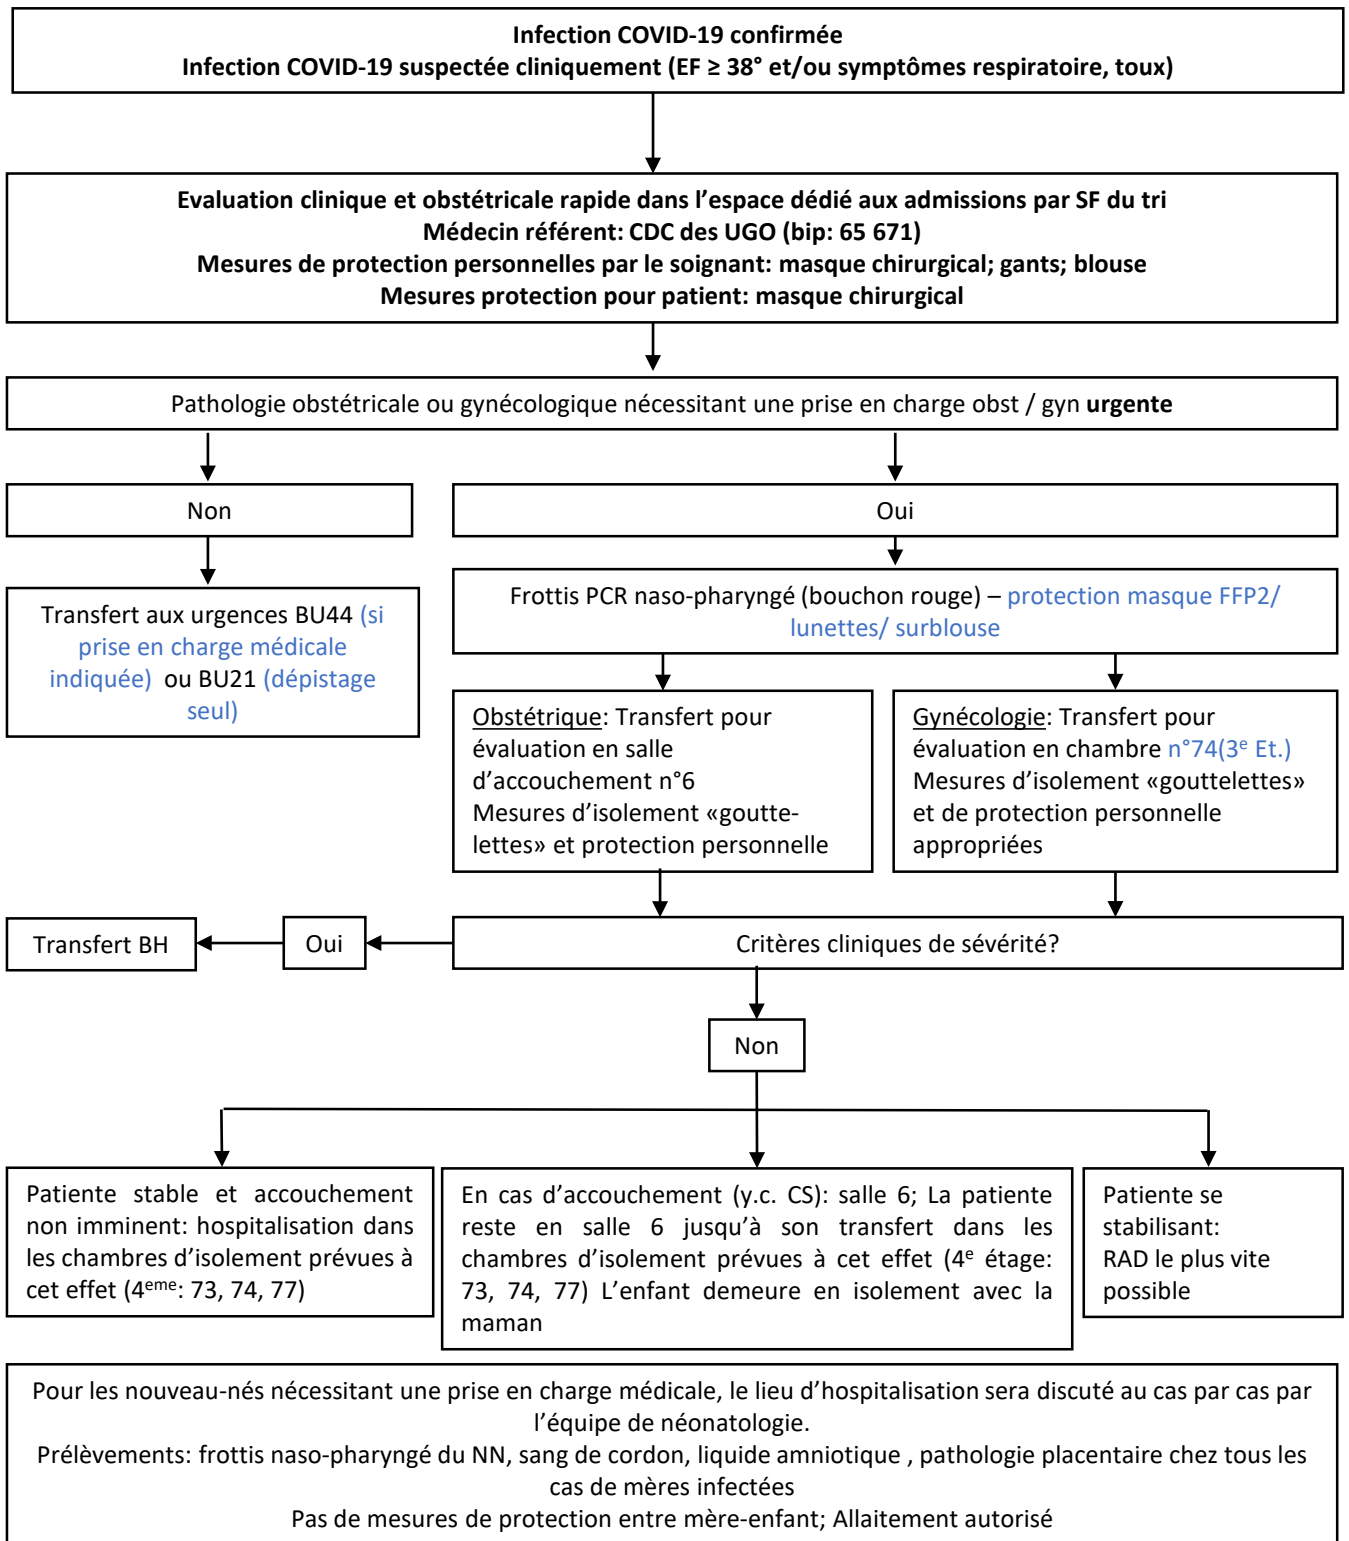 Infection COVID-19 confirmée
Infection COVID-19 suspectée cliniquement (EF ≥ 38° et/ou symptômes respiratoire, toux)
Evaluation clinique et obstétricale rapide dans l’espace dédié aux admissions par SF du tri
Médecin référent: CDC des UGO (bip: 65 671)
Mesures de protection personnelles par le soignant: masque chirurgical; gants; blouse
Mesures protection pour patient: masque chirurgical
Pathologie obstétricale ou gynécologique nécessitant une prise en charge obst / gyn urgente
Non
Oui
Transfert aux urgences BU44 (si
prise en charge médicale
indiquée) ou BU21 (dépistage
seul)
Frottis PCR naso-pharyngé (bouchon rouge) – protection masque FFP2/
lunettes/ surblouse
Obstétrique: Transfert pour
évaluation en salle
d’accouchement n°6
Mesures d’isolement «goutte-
lettes» et protection personnelle
Gynécologie: Transfert pour
évaluation en chambre n°74(3e Et.)
Mesures d’isolement «gouttelettes»
et de protection personnelle
appropriées
Transfert BH
Oui
Critères cliniques de sévérité?
Non
Patiente stable et accouchement
non imminent: hospitalisation dans
les chambres d’isolement prévues à
cet effet (4eme: 73, 74, 77)
En cas d’accouchement (y.c. CS): salle 6; La patiente
reste en salle 6 jusqu’à son transfert dans les
chambres d’isolement prévues à cet effet (4e étage:
73, 74, 77) L’enfant demeure en isolement avec la
maman
Patiente se
stabilisant:
RAD le plus vite
possible
Pour les nouveau-nés nécessitant une prise en charge médicale, le lieu d’hospitalisation sera discuté au cas par cas par
l’équipe de néonatologie.
Prélèvements: frottis naso-pharyngé du NN, sang de cordon, liquide amniotique , pathologie placentaire chez tous les
cas de mères infectées
Pas de mesures de protection entre mère-enfant; Allaitement autorisé